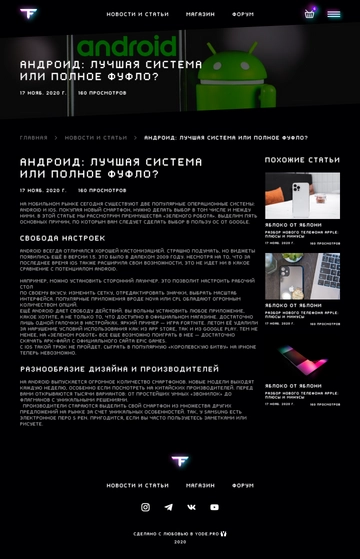 НОВОСТИ И СТАТЬИ МАГАЗИН ФОРУМ
android
АНДРОИД: ЛУЧШАЯ СИСТЕМА
ИЛИ ПОЛНОЕ ФУФЛО?
17 НОЯБ. 2020 Г. 160 ПРОСМОТРОВ
ГЛАВНАЯ > НОВОСТИ И СТАТЬИ > АНДРОИД: ЛУЧШАЯ СИСТЕМА ИЛИ ПОЛНОЕ ФУФЛО?
АНДРОИД: ЛУЧШАЯ СИСТЕМА
ИЛИ ПОЛНОЕ ФУФЛО?
17 НОЯБ. 2020 Г. 160 ПРОСМОТРОВ
НА МОБИЛЬНОМ РЫНКЕ СЕГОДНЯ СУЩЕСТВУЮТ ДВЕ ПОПУЛЯРНЫЕ ОПЕРАЦИОННЫЕ СИСТЕМЫ:
ANDROID И IOS. ПОКУПАЯ НОВЫЙ СМАРТФОН, НУЖНО ДЕЛАТЬ ВЫБОР В ТОМ ЧИСЛЕ И МЕЖДУ
НИМИ. В ЭТОЙ СТАТЬЕ МЫ РАССМОТРИМ ПРЕИМУЩЕСТВА «ЗЕЛЕНОГО РОБОТА». ВЫДЕЛИМ ПЯТЬ
ОСНОВНЫХ ПРИЧИН, ПО КОТОРЫМ ВАМ СЛЕДУЕТ СДЕЛАТЬ ВЫБОР В ПОЛЬЗУ ОС ОТ GOOGLE.
СВОБОДА НАСТРОЕК
ANDROID ВСЕГДА ОТЛИЧАЛСЯ ХОРОШЕЙ КАСТОМИЗАЦИЕЙ. СТРАШНО ПОДУМАТЬ, НО ВИДЖЕТЫ
ПОЯВИЛИСЬ ЕЩЁ В ВЕРСИИ 1.5. ЭТО БЫЛО В ДАЛЕКОМ 2009 ГОДУ. НЕСМОТРЯ НА ТО, ЧТО ЗА
ПОСЛЕДНЕЕ ВРЕМЯ IOS ТАКЖЕ РАСШИРИЛА СВОИ ВОЗМОЖНОСТИ, ЭТО НЕ ИДЕТ НИ В КАКОЕ
СРАВНЕНИЕ С ПОТЕНЦИАЛОМ ANDROID.
НАПРИМЕР, МОЖНО УСТАНОВИТЬ СТОРОННИЙ ЛАУНЧЕР. ЭТО ПОЗВОЛИТ НАСТРОИТЬ РАБОЧИЙ
СТОЛ
ПО СВОЕМУ ВКУСУ: ИЗМЕНИТЬ СЕТКУ, ОТРЕДАКТИРОВАТЬ ЗНАЧКИ, ВЫБРАТЬ МАСШТАБ
ИНТЕРФЕЙСА. ПОПУЛЯРНЫЕ ПРИЛОЖЕНИЯ ВРОДЕ NOVA ИЛИ CPL ОБЛАДАЮТ ОГРОМНЫМ
КОЛИЧЕСТВОМ ОПЦИЙ.
ЕЩЁ ANDROID ДАЕТ СВОБОДУ ДЕЙСТВИЙ. ВЫ ВОЛЬНЫ УСТАНОВИТЬ ЛЮБОЕ ПРИЛОЖЕНИЕ,
КАКОЕ ХОТИТЕ, А НЕ ТОЛЬКО ТО, ЧТО ДОСТУПНО В ОФИЦИАЛЬНОМ МАГАЗИНЕ. ДОСТАТОЧНО
ЛИШЬ ОДНОЙ ГАЛОЧКИ В НАСТРОЙКАХ. ЯРКИЙ ПРИМЕР — ИГРА FORTNITE. ЛЕТОМ ЕЁ УДАЛИЛИ
ЗА НАРУШЕНИЕ УСЛОВИЙ ИСПОЛЬЗОВАНИЯ КАК ИЗ APP STORE, ТАК И ИЗ GOOGLE PLAY. ТЕМ НЕ
МЕНЕЕ, НА «ЗЕЛЕНОМ РОБОТЕ» ВСЕ ЕЩЕ ВОЗМОЖНО ПОИГРАТЬ В НЕЕ — ДОСТАТОЧНО
СКАЧАТЬ APK-ФАЙЛ С ОФИЦИАЛЬНОГО САЙТА EPIC GAMES.
С IOS ТАКОЙ ТРЮК НЕ ПРОЙДЕТ. СЫГРАТЬ В ПОПУЛЯРНУЮ «КОРОЛЕВСКУЮ БИТВУ» НА IPHONE
ТЕПЕРЬ НЕВОЗМОЖНО.
РАЗНООБРАЗИЕ ДИЗАЙНА И ПРОИЗВОДИТЕЛЕЙ
НА ANDROID ВЫПУСКАЕТСЯ ОГРОМНОЕ КОЛИЧЕСТВО СМАРТФОНОВ. НОВЫЕ МОДЕЛИ ВЫХОДЯТ
КАЖДУЮ НЕДЕЛЮ, ОСОБЕННО ЕСЛИ ПОСМОТРЕТЬ НА КИТАЙСКИХ ПРОИЗВОДИТЕЛЕЙ. ПЕРЕД
ВАМИ ОТКРЫВАЮТСЯ ТЫСЯЧИ ВАРИАНТОВ: ОТ ПРОСТЕЙШИХ УМНЫХ «ЗВОНИЛОК» ДО
ФЛАГМАНОВ С УНИКАЛЬНЫМИ РЕШЕНИЯМИ.
ПРОИЗВОДИТЕЛИ СТАРАЮТСЯ ВЫДЕЛИТЬ СВОЙ СМАРТФОН ИЗ МНОЖЕСТВА ДРУГИХ
ПРЕДЛОЖЕНИЙ НА РЫНКЕ ЗА СЧЕТ УНИКАЛЬНЫХ ОСОБЕННОСТЕЙ. ТАК, У SAMSUNG ЕСТЬ
ЭЛЕКТРОННОЕ ПЕРО S PEN. ПРИГОДИТСЯ, ЕСЛИ ВЫ ЧАСТО ПОЛЬЗУЕТЕСЬ ЗАМЕТКАМИ ИЛИ
РИСУЕТЕ.
ПОХОЖИЕ СТАТЬИ
ЯБЛОКО ОТ ЯБЛОНИ
РАЗБОР НОВОГО ТЕЛЕФОНА APPLE:
ПЛЮСЫ И МИНУСЫ
17 НОЯБ. 2020 Г. 160 ПРОСМОТРОВ
ЯБЛОКО ОТ ЯБЛОНИ
РАЗБОР НОВОГО ТЕЛЕФОНА APPLE:
ПЛЮСЫ И МИНУСЫ
17 НОЯБ. 2020 Г. 160 ПРОСМОТРОВ
ЯБЛОКО ОТ ЯБЛОНИ
РАЗБОР НОВОГО ТЕЛЕФОНА APPLE:
ПЛЮСЫ И МИНУСЫ
17 НОЯБ. 2020 Г. 160 ПРОСМОТРОВ
НОВОСТИ И СТАТЬИ МАГАЗИН ФОРУМ
СДЕЛАНО С ЛЮБОВЬЮ В YODE.PRO
2020